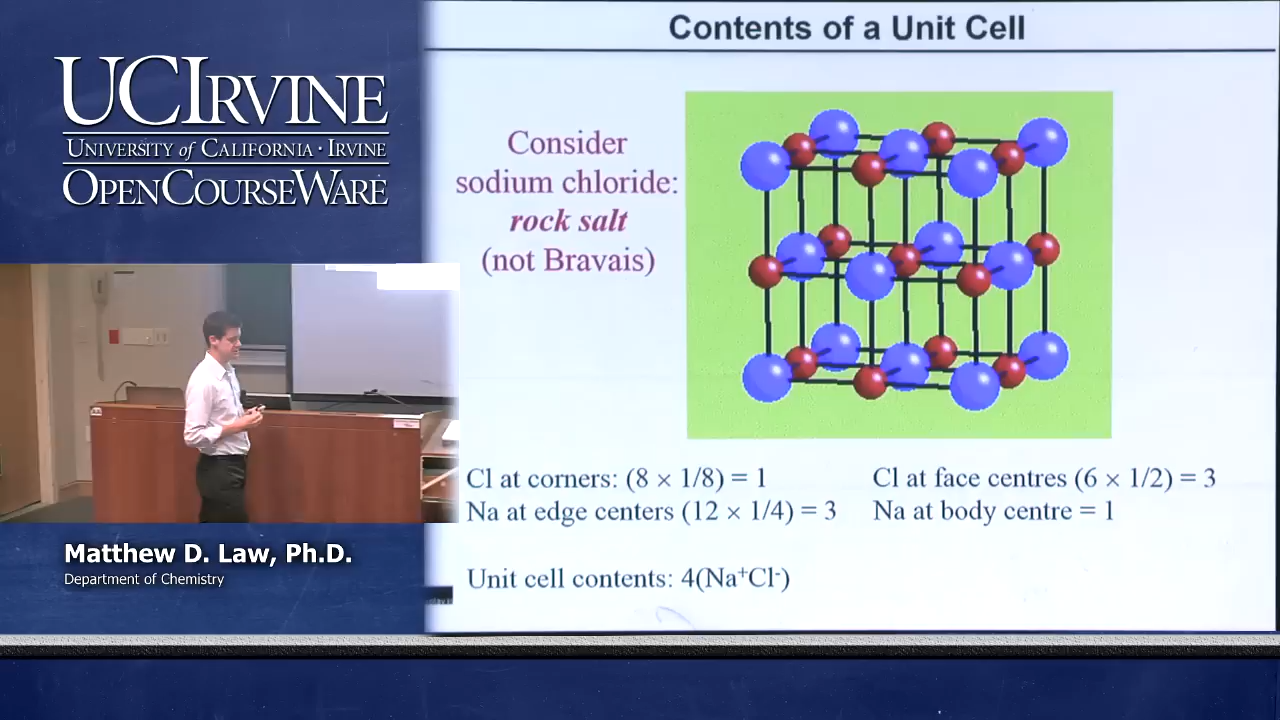 UCIRVINE
UNIVERSITY of CALIFORNIA · IRVINE
OPENCOURSEWARE
Matthew D. Law, Ph.D.
Department of Chemistry
Contents of a Unit Cell
Consider
sodium chloride:
rock salt
(not Bravais)
Cl at corners: (8 × 1/8) = 1
Cl at face centres (6 × 1/2) = 3
Na at edge centers (12 × 1/4) = 3
Na at body centre = 1
Unit cell contents: 4(Na⁺Cl⁻)